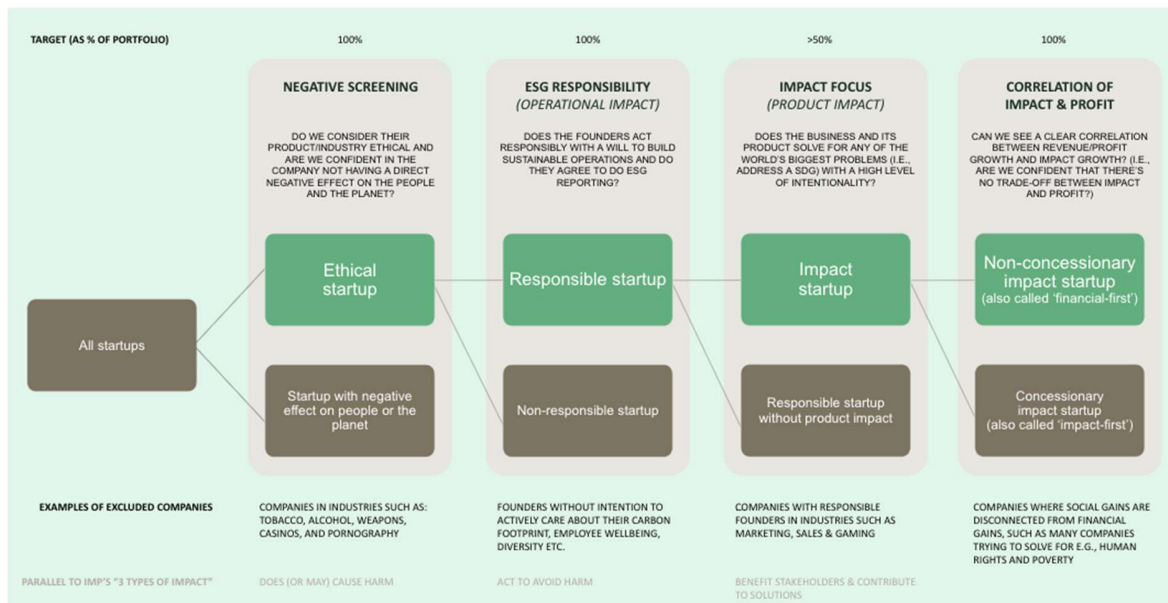 TARGET (AS % OF PORTFOLIO)
100%
100%
>50%
100%
NEGATIVE SCREENING
DO WE CONSIDER THEIR
PRODUCT/INDUSTRY ETHICAL AND
ARE WE CONFIDENT IN THE
COMPANY NOT HAVING A DIRECT
NEGATIVE EFFECT ON THE PEOPLE
AND THE PLANET?
ESG RESPONSIBILITY
(OPERATIONAL IMPACT)
DOES THE FOUNDERS ACT
RESPONSIBLY WITH A WILL TO BUILD
SUSTAINABLE OPERATIONS AND DO
THEY AGREE TO DO ESG
REPORTING?
IMPACT FOCUS
(PRODUCT IMPACT)
DOES THE BUSINESS AND ITS
PRODUCT SOLVE FOR ANY OF THE
WORLD'S BIGGEST PROBLEMS (I.E.,
ADDRESS A SDG) WITH A HIGH LEVEL
OF INTENTIONALITY?
CORRELATION OF
IMPACT & PROFIT
CAN WE SEE A CLEAR CORRELATION
BETWEEN REVENUE/PROFIT
GROWTH AND IMPACT GROWTH? (I.E.,
ARE WE CONFIDENT THAT THERE'S
NO TRADE-OFF BETWEEN IMPACT
AND PROFIT?)
All startups
Ethical
startup
Responsible startup
Impact
startup
Non-concessionary
impact startup
(also called 'financial-first')
Startup with negative
effect on people or the
planet
Non-responsible startup
Responsible startup
without product impact
Concessionary
impact startup
(also called 'impact-first')
EXAMPLES OF EXCLUDED COMPANIES
COMPANIES IN INDUSTRIES SUCH AS:
TOBACCO, ALCOHOL, WEAPONS,
CASINOS, AND PORNOGRAPHY
FOUNDERS WITHOUT INTENTION TO
ACTIVELY CARE ABOUT THEIR CARBON
FOOTPRINT, EMPLOYEE WELLBEING,
DIVERSITY ETC.
COMPANIES WITH RESPONSIBLE
FOUNDERS IN INDUSTRIES SUCH AS
MARKETING, SALES & GAMING
COMPANIES WHERE SOCIAL GAINS ARE
DISCONNECTED FROM FINANCIAL
GAINS, SUCH AS MANY COMPANIES
TRYING TO SOLVE FOR E.G., HUMAN
RIGHTS AND POVERTY
PARALLEL TO IMP'S "3 TYPES OF IMPACT"
DOES (OR MAY) CAUSE HARM
ACT TO AVOID HARM
BENEFIT STAKEHOLDERS & CONTRIBUTE
TO SOLUTIONS